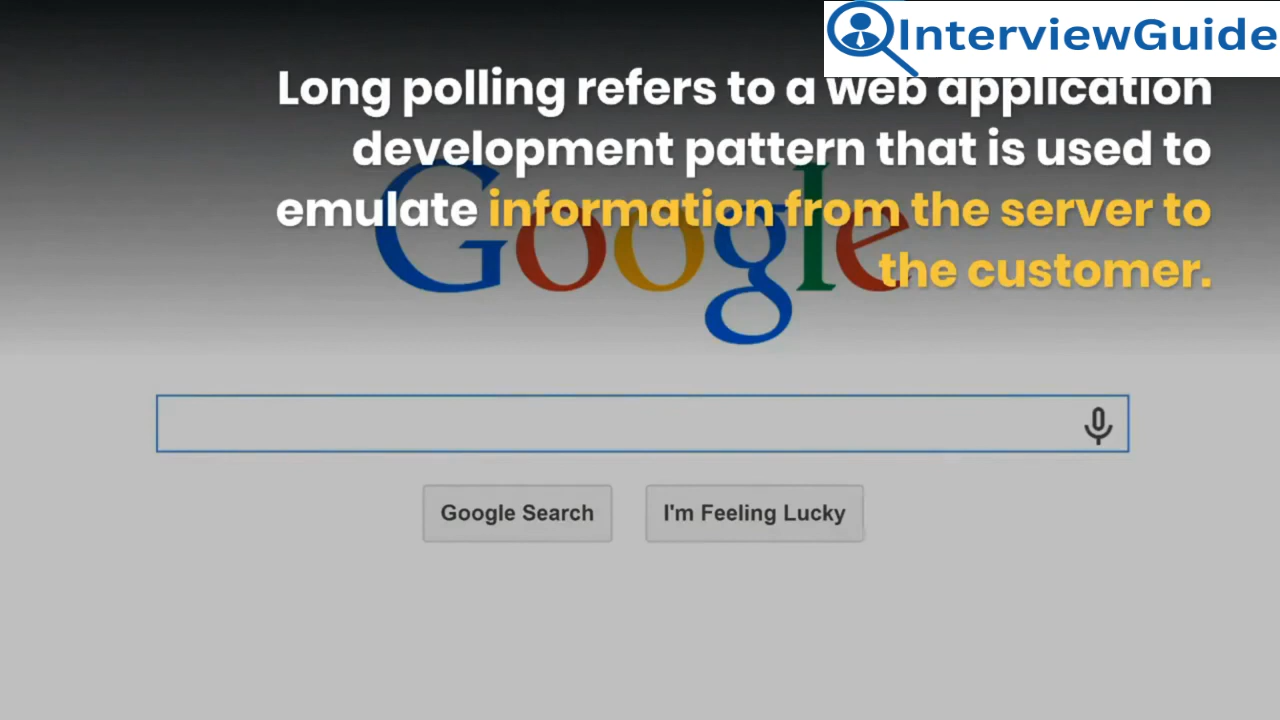 InterviewGuide
Long polling refers to a web application
development pattern that is used to
emulate information from the server to
the customer.
Google
Google Search
I'm Feeling Lucky